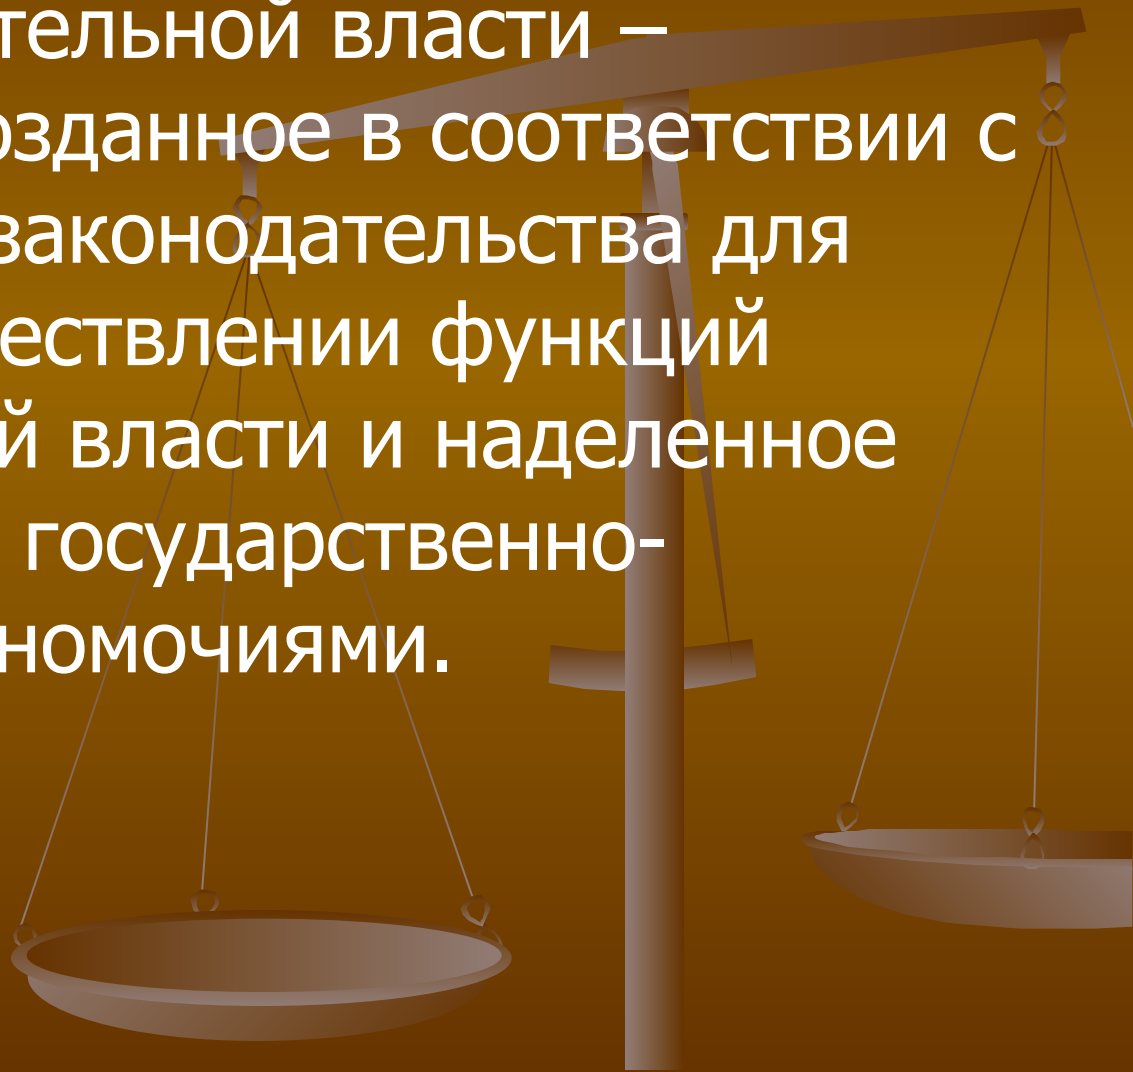 тельной власти –
озданное в соответствии с
законодательства для
ествлении функций
й власти и наделенное
государственно-
номочиями.